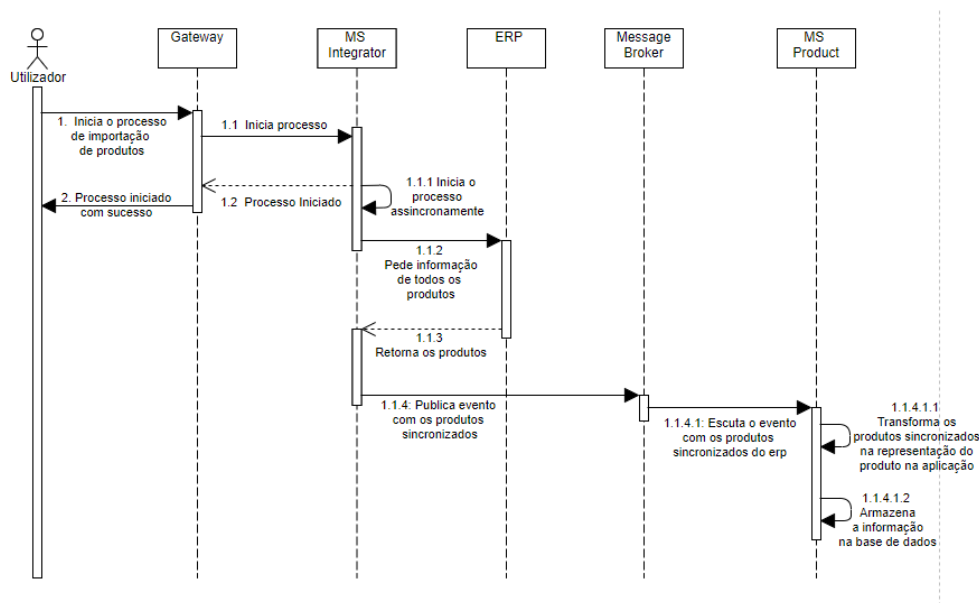 Utilizador
Gateway
MS
Integrator
ERP
Message
Broker
MS
Product
1. Inicia o processo
de importação
de produtos
1.1 Inicia processo
1.1.1 Inicia o
processo
assincronamente
1.2 Processo Iniciado
2. Processo iniciado
com sucesso
1.1.2
Pede informação
de todos os
produtos
1.1.3
Retorna os produtos
1.1.4: Publica evento
com os produtos
sincronizados
1.1.4.1: Escuta o evento
com os produtos
sincronizados do erp
1.1.4.1.1
Transforma os
produtos sincronizados
na representação do
produto na aplicação
1.1.4.1.2
Armazena
a informação
na base de dados